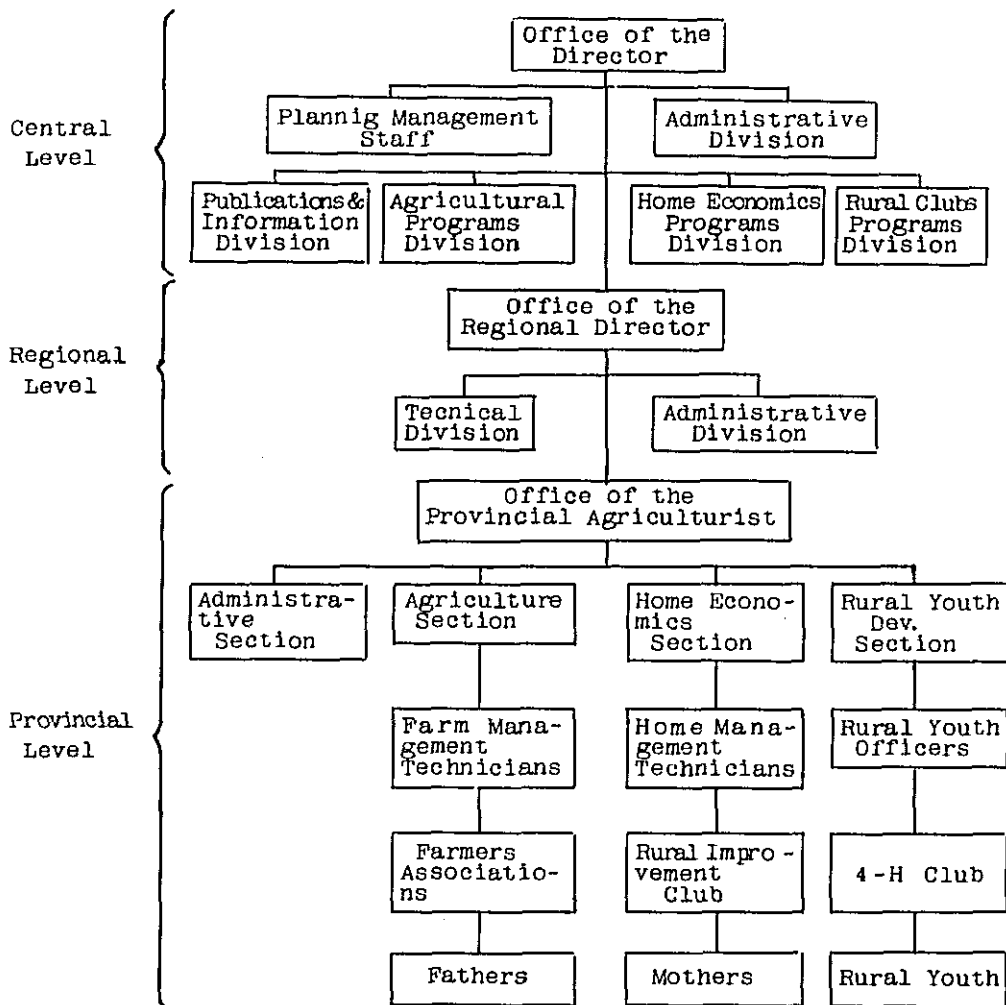 Office of the
Director
Central
Level
Plannig Management
Staff
Administrative
Division
Publications &
Information
Division
Agricultural
Programs
Division
Home Economics
Programs
Division
Rural Clubs
Programs
Division
Regional
Level
Office of the
Regional Director
Tecnical
Division
Administrative
Division
Provincial
Level
Office of the
Provincial Agriculturist
Administra-
tive
Section
Agriculture
Section
Home Econo-
mics
Section
Rural Youth
Dev.
Section
Farm Mana-
gement
Technicians
Home Mana-
gement
Technicians
Rural Youth
Officers
Farmers
Associatio-
ns
Rural Impro-
vement
Club
4-H Club
Fathers
Mothers
Rural Youth